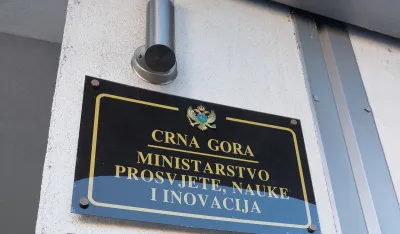 CRNA GORA
MINISTARSTVO
PROSVJETE, NAUKE
I INOVACIJA